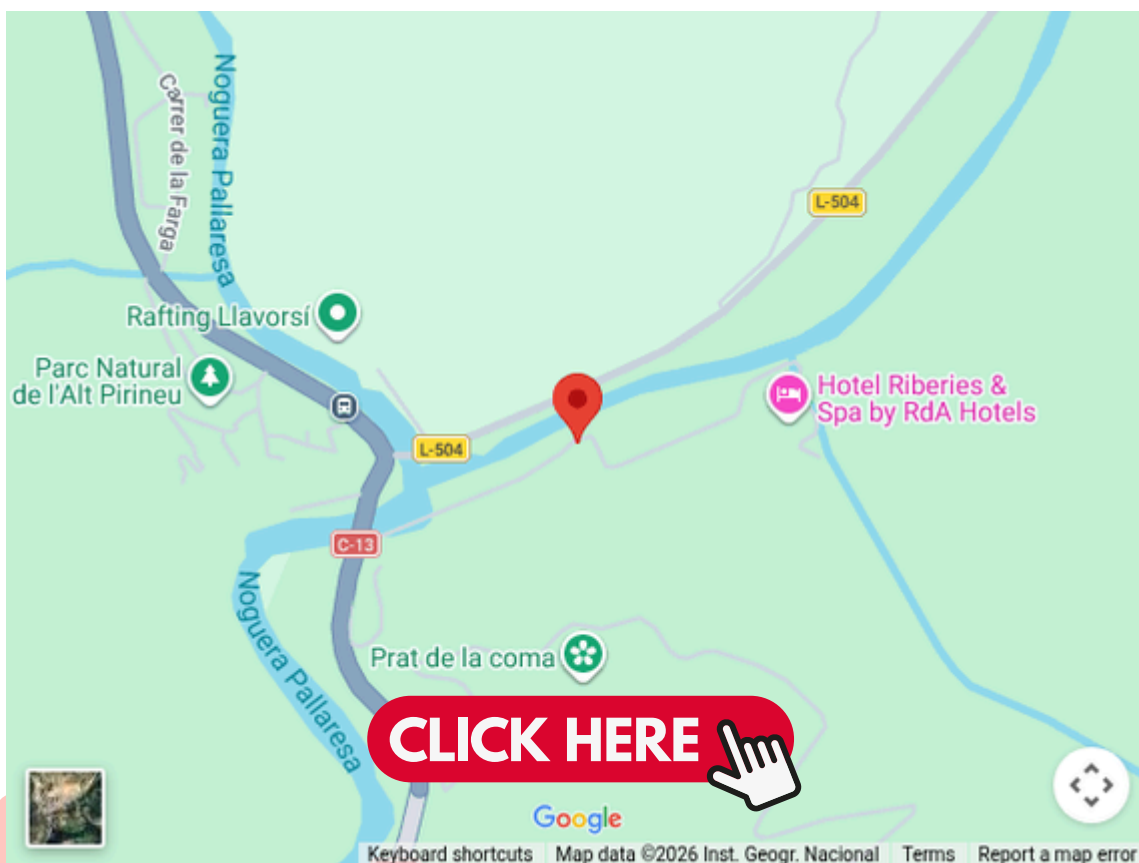 Noguera Pallaresa
Carrer de la Farga
L-504
Rafting Llavorsí
Parc Natural
de l'Alt Pirineu
Hotel Riberies &
Spa by RdA Hotels
L-504
C-13
Noguera Pallaresa
Prat de la coma
CLICK HERE
Google
Keyboard shortcuts Map data ©2026 Inst. Geogr. Nacional Terms Report a map error